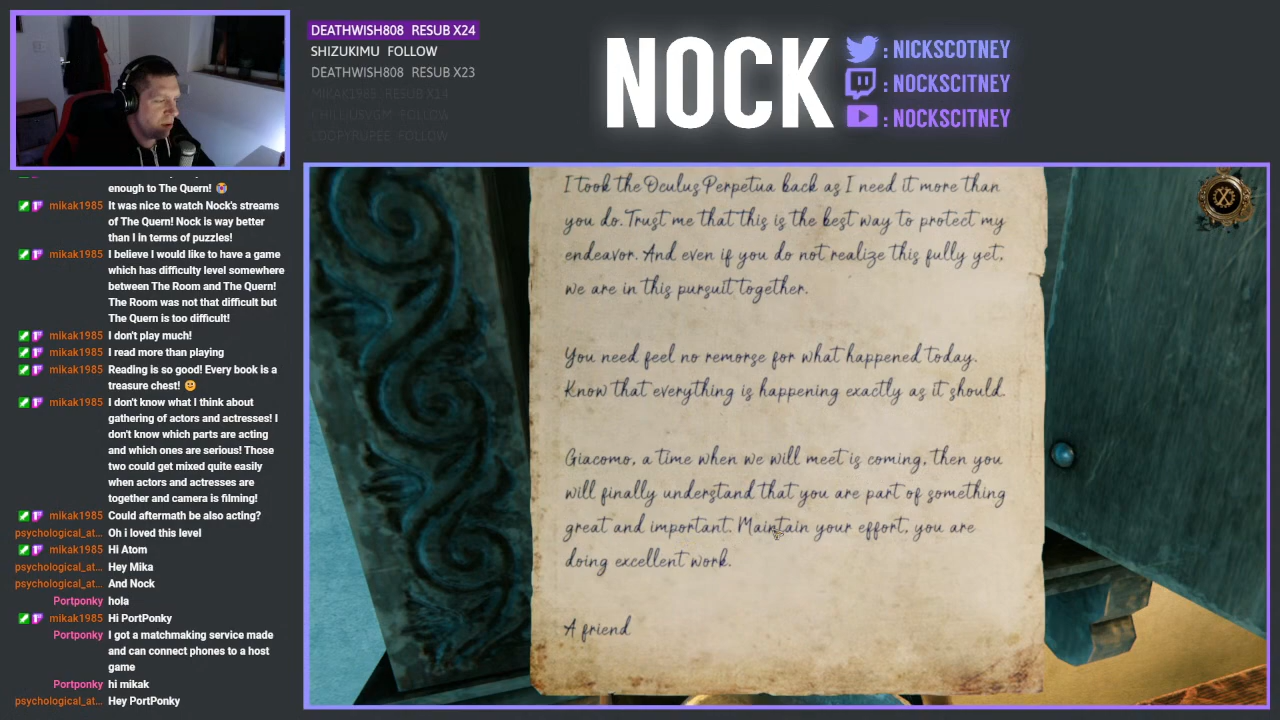 DEATHWISH808 RESUB X24
SHIZUKIMU FOLLOW
DEATHWISH808 RESUB X23
MIKAK1985 RESUB X14
FOLLOW
LOOPYRUPEE FOLLOW
NOCK
: NICKSCOTNEY
: NOCKSCITNEY
: NOCKSCITNEY
enough to The Quern!
mikak1985 It was nice to watch Nock's streams
of The Quern! Nock is way better
than I in terms of puzzles!
mikak1985 I believe I would like to have a game
which has difficulty level somewhere
between The Room and The Quern!
The Room was not that difficult but
The Quern is too difficult!
mikak1985 I don't play much!
mikak1985 I read more than playing
mikak1985 Reading is so good! Every book is a
treasure chest! 🙂
mikak1985 I don't know what I think about
gathering of actors and actresses! I
don't know which parts are acting
and which ones are serious! Those
two could get mixed quite easily
when actors and actresses are
together and camera is filming!
mikak1985 Could aftermath be also acting?
psychological_at... Oh i loved this level
mikak1985 Hi Atom
psychological_at... Hey Mika
psychological_at... And Nock
Portponky hola
mikak1985 Hi PortPonky
Portponky I got a matchmaking service made
and can connect phones to a host
game
Portponky hi mikak
psychological_at... Hey PortPonky
I took the Oculus Perpetua back as I need it more than
you do. Trust me that this is the best way to protect my
endeavor. And even if you do not realize this fully yet,
we are in this pursuit together.
You need feel no remorse for what happened today.
Know that everything is happening exactly as it should.
Giacomo, a time when we will meet is coming, then you
will finally understand that you are part of something
great and important. Maintain your effort, you are
doing excellent work.
A friend